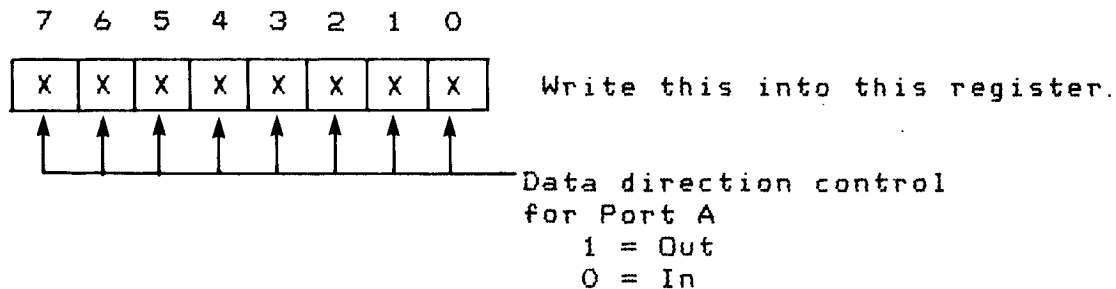 7 6 5 4 3 2 1 0
X X X X X X X X Write this into this register.
Data direction control
for Port A
1 = Out
0 = In